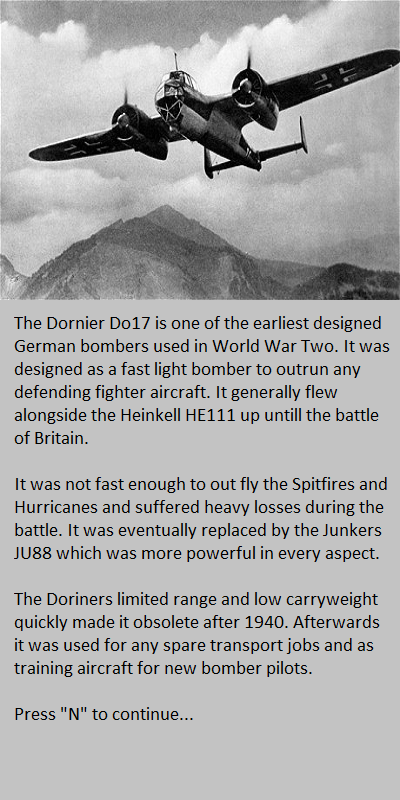 The Dornier Do17 is one of the earliest designed
German bombers used in World War Two. It was
designed as a fast light bomber to outrun any
defending fighter aircraft. It generally flew
alongside the Heinkell HE111 up untill the battle
of Britain.
It was not fast enough to out fly the Spitfires and
Hurricanes and suffered heavy losses during the
battle. It was eventually replaced by the Junkers
JU88 which was more powerful in every aspect.
The Doriners limited range and low carryweight
quickly made it obsolete after 1940. Afterwards
it was used for any spare transport jobs and as
training aircraft for new bomber pilots.
Press "N" to continue...